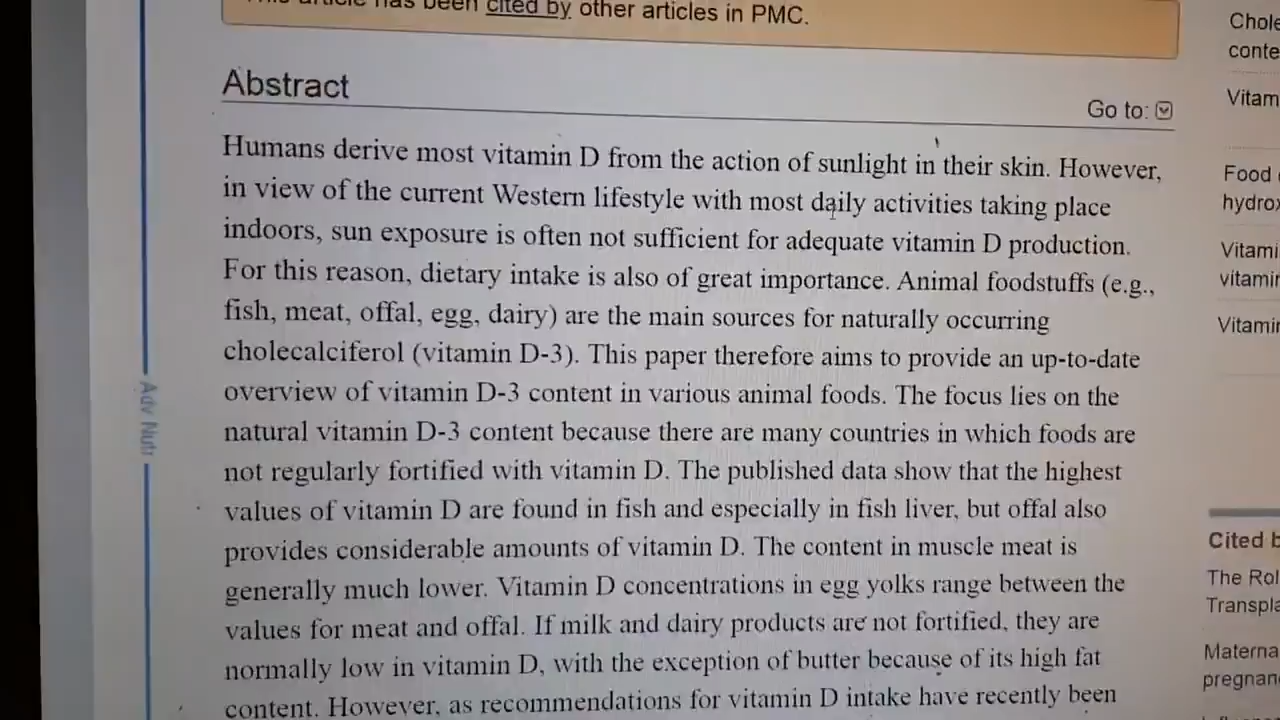 This article has been cited by other articles in PMC.
Abstract
Go to:
Humans derive most vitamin D from the action of sunlight in their skin. However,
in view of the current Western lifestyle with most daily activities taking place
indoors, sun exposure is often not sufficient for adequate vitamin D production.
For this reason, dietary intake is also of great importance. Animal foodstuffs (e.g.,
fish, meat, offal, egg, dairy) are the main sources for naturally occurring
cholecalciferol (vitamin D-3). This paper therefore aims to provide an up-to-date
overview of vitamin D-3 content in various animal foods. The focus lies on the
natural vitamin D-3 content because there are many countries in which foods are
not regularly fortified with vitamin D. The published data show that the highest
values of vitamin D are found in fish and especially in fish liver, but offal also
provides considerable amounts of vitamin D. The content in muscle meat is
generally much lower. Vitamin D concentrations in egg yolks range between the
values for meat and offal. If milk and dairy products are not fortified, they are
normally low in vitamin D, with the exception of butter because of its high fat
content. However, as recommendations for vitamin D intake have recently been
Adv Nutr
Chole
conte
Vitam
Food
hydrox
Vitami
vitamin
Vitamin
Cited b
The Rol
Transpla
Materna
pregnan